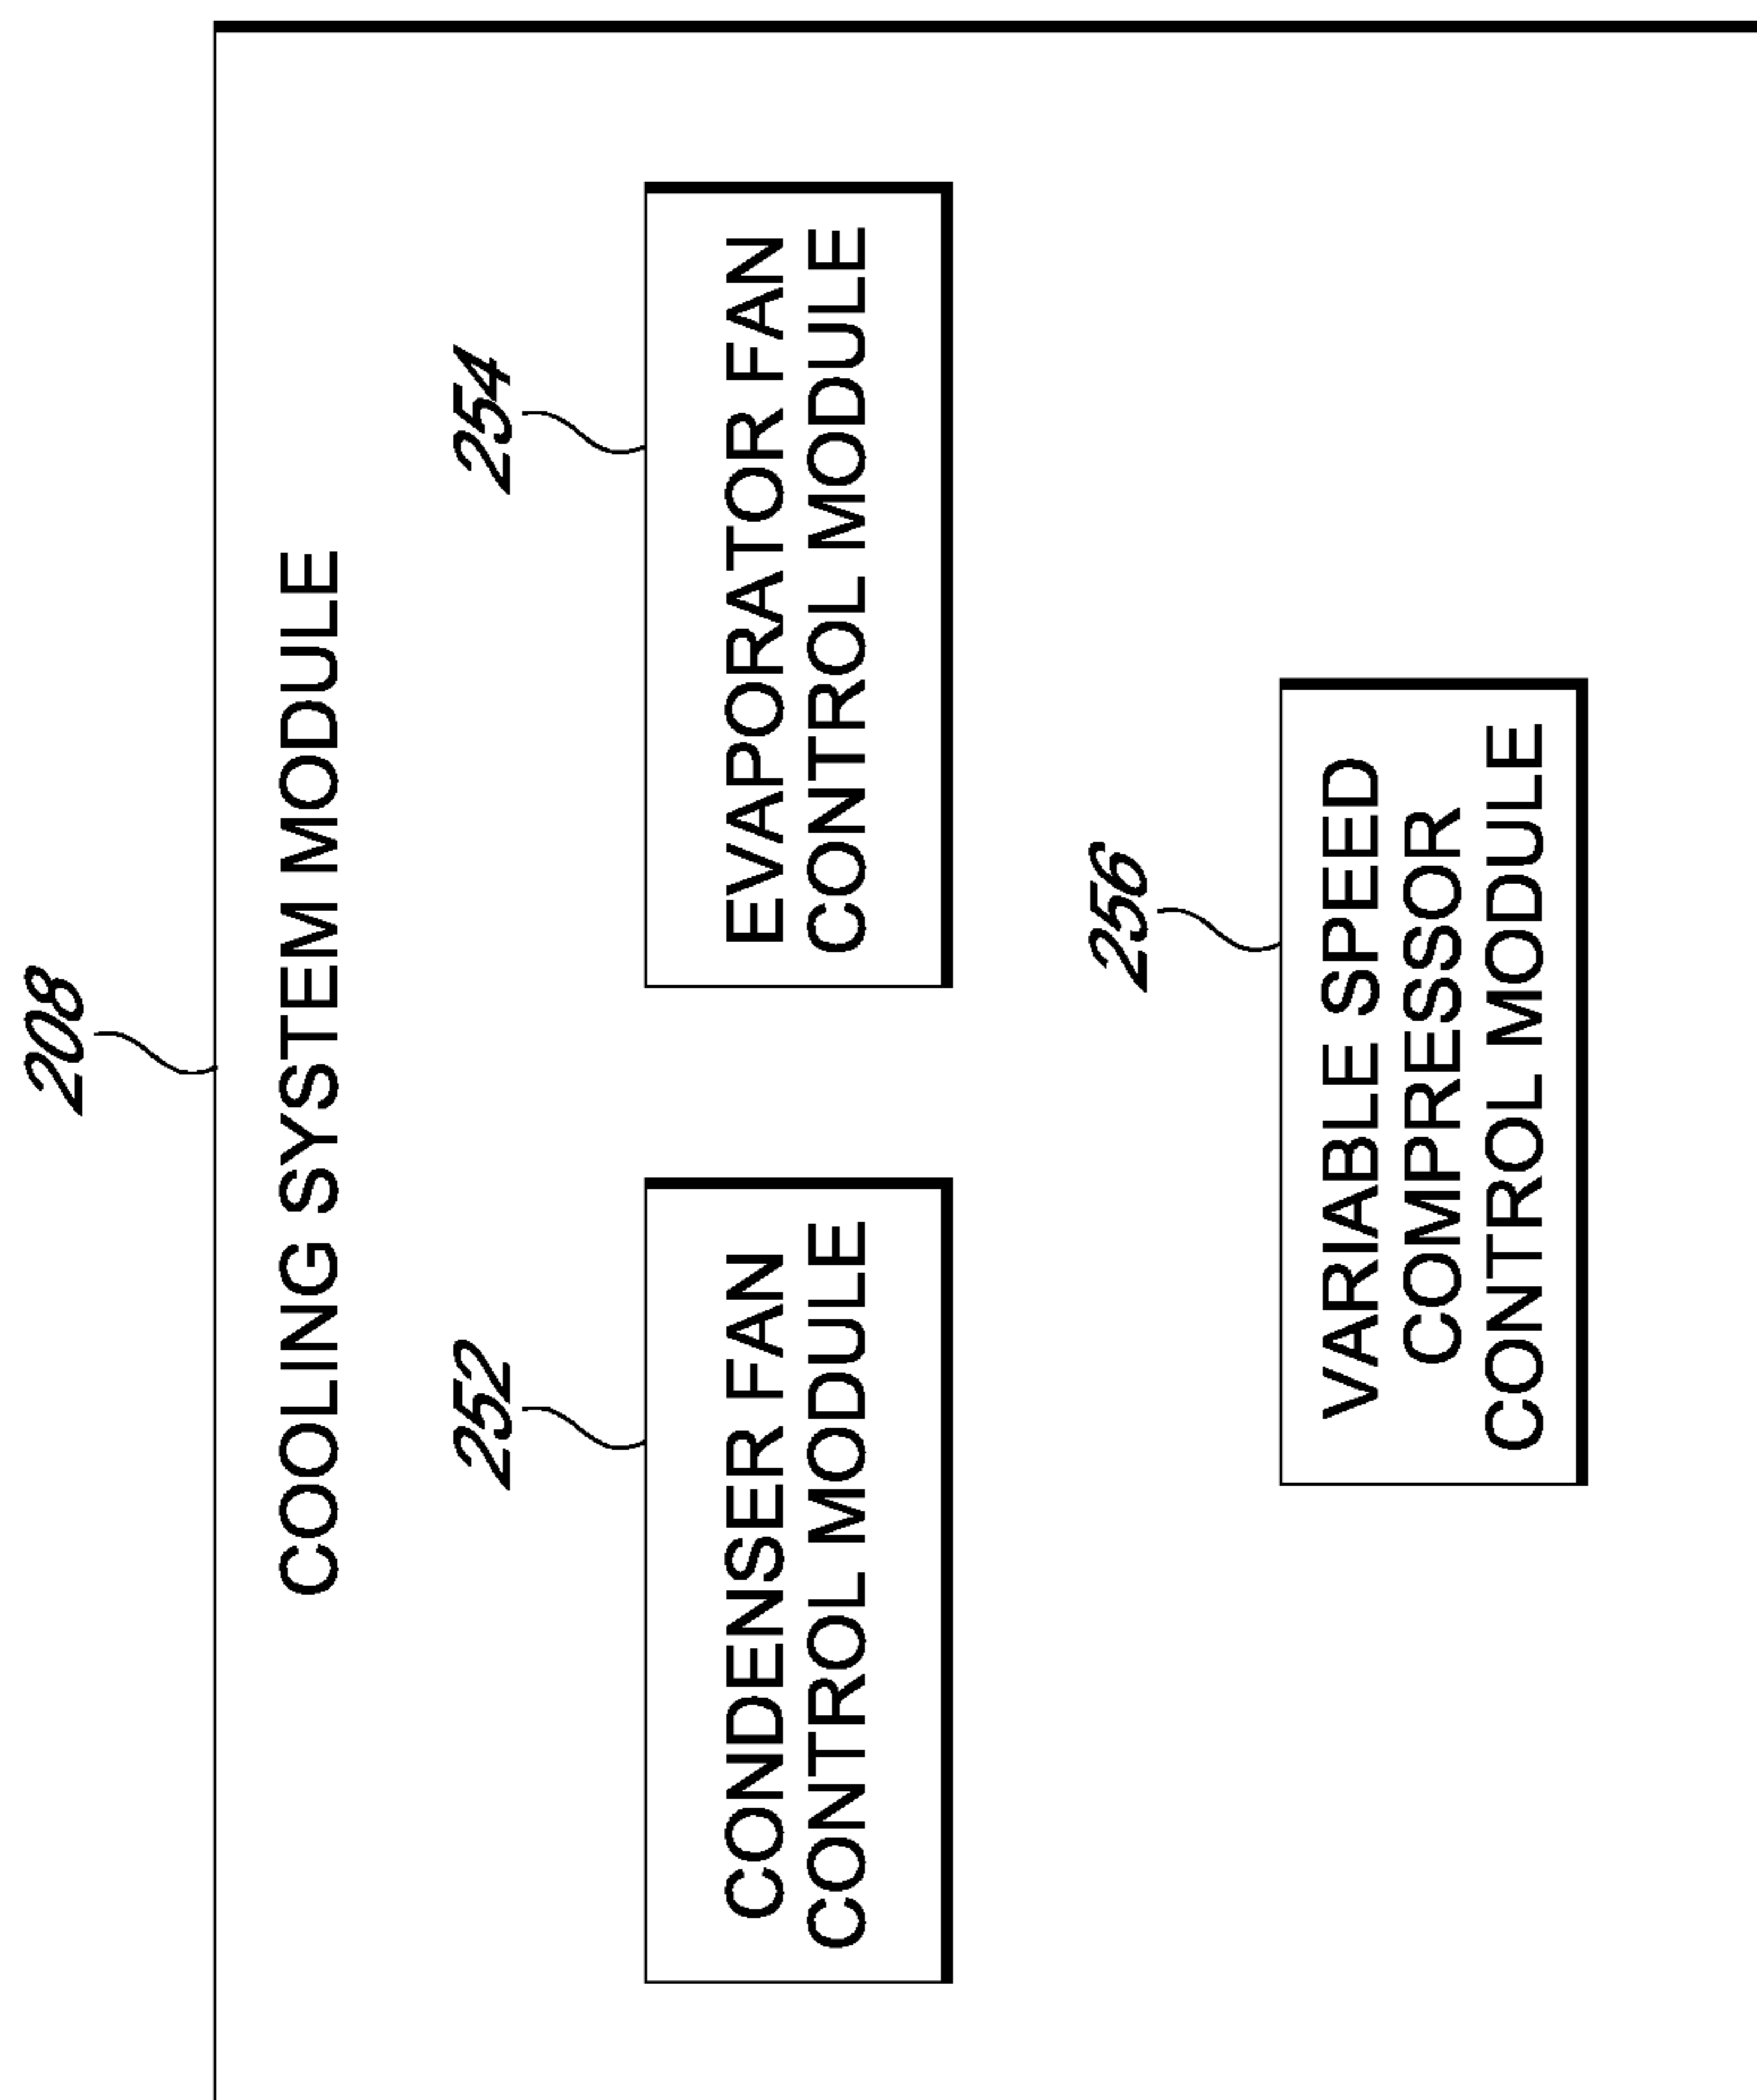 208
COOLING SYSTEM MODULE
252
CONDENSER FAN
CONTROL MODULE
254
EVAPORATOR FAN
CONTROL MODULE
256
VARIABLE SPEED
COMPRESSOR
CONTROL MODULE